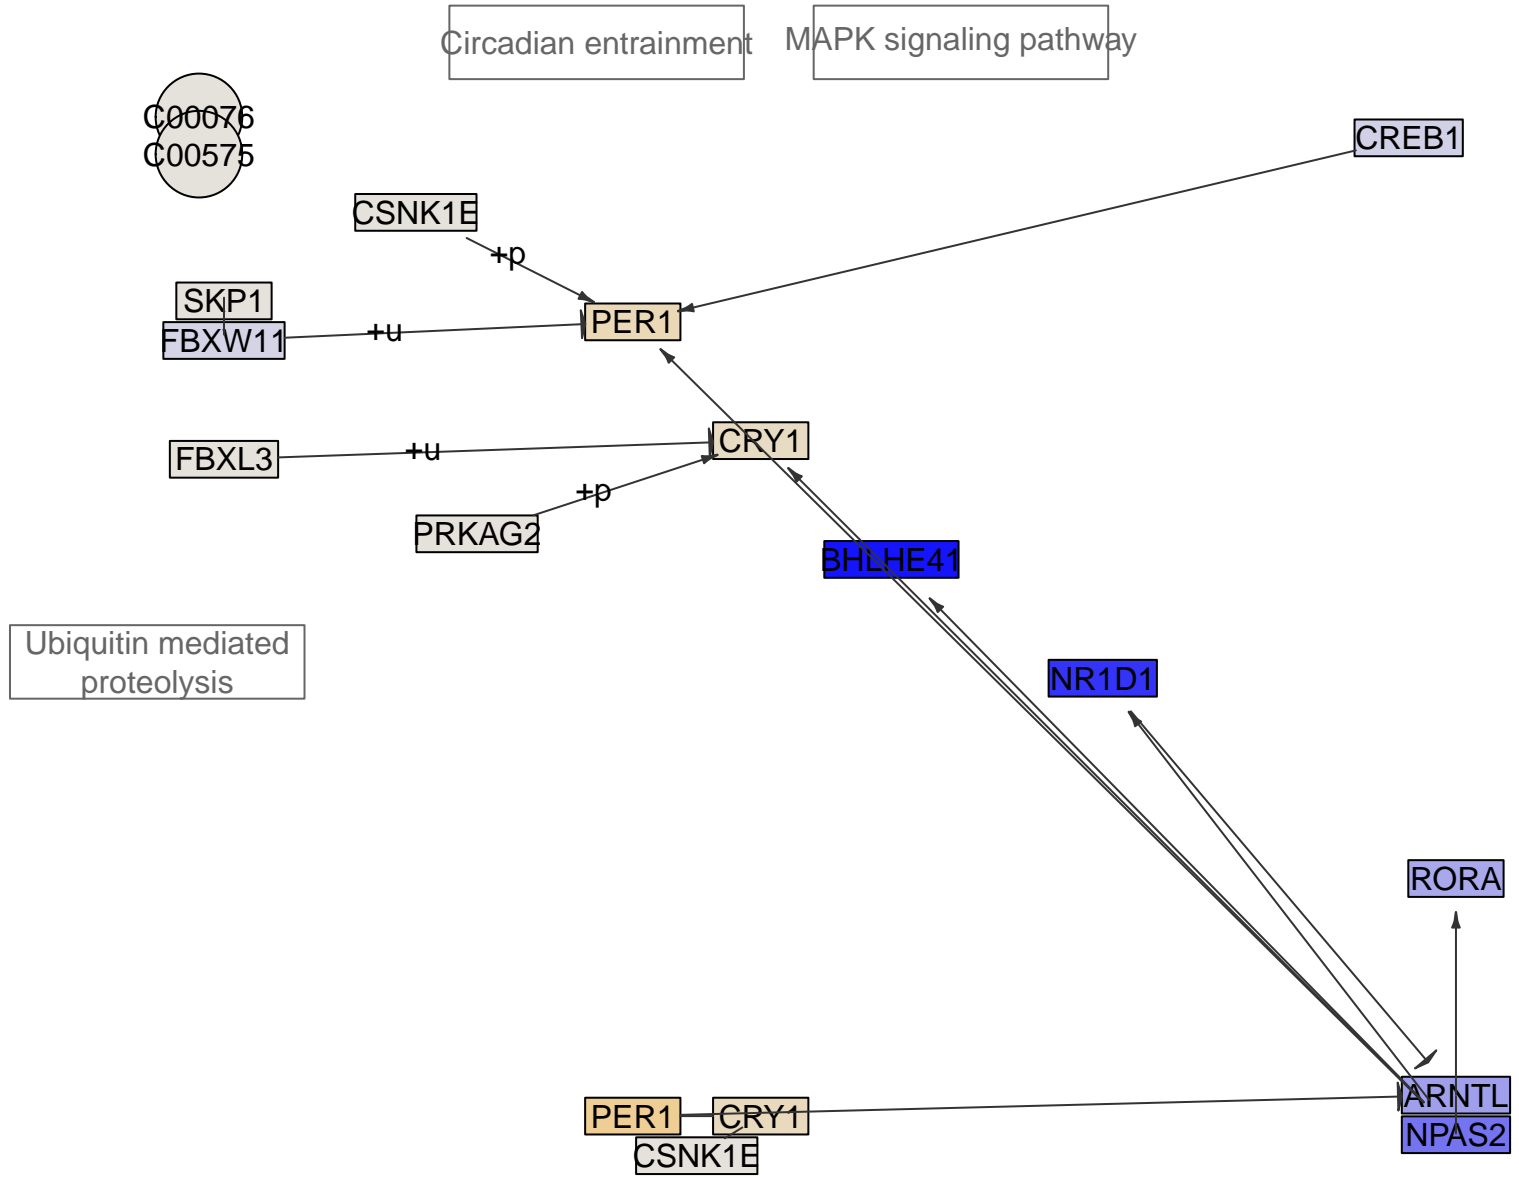 Circadian entrainment
MAPK signaling pathway
C00076
C00575
CREB1
CSNK1E
+p
SKP1
FBXW11
+u
PER1
FBXL3
+u
CRY1
+p
PRKAG2
BHLHE41
Ubiquitin mediated
proteolysis
NR1D1
RORA
ARNTL
NPAS2
PER1
CRY1
CSNK1E